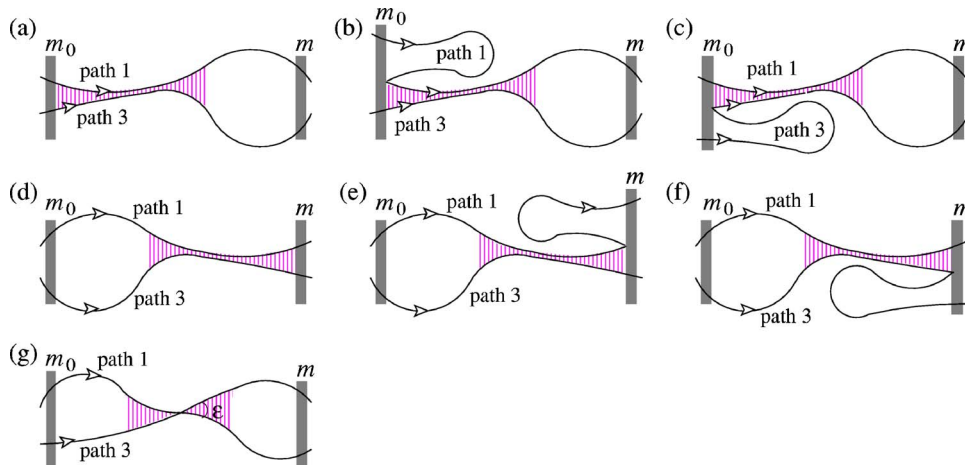 (a) m0 path 1 path 3 m
(b) m0 path 1 path 3 m
(c) m0 path 1 path 3 m
(d) m0 path 1 path 3 m
(e) m0 path 1 path 3 m
(f) m0 path 1 path 3 m
(g) m0 path 1 path 3 ε m